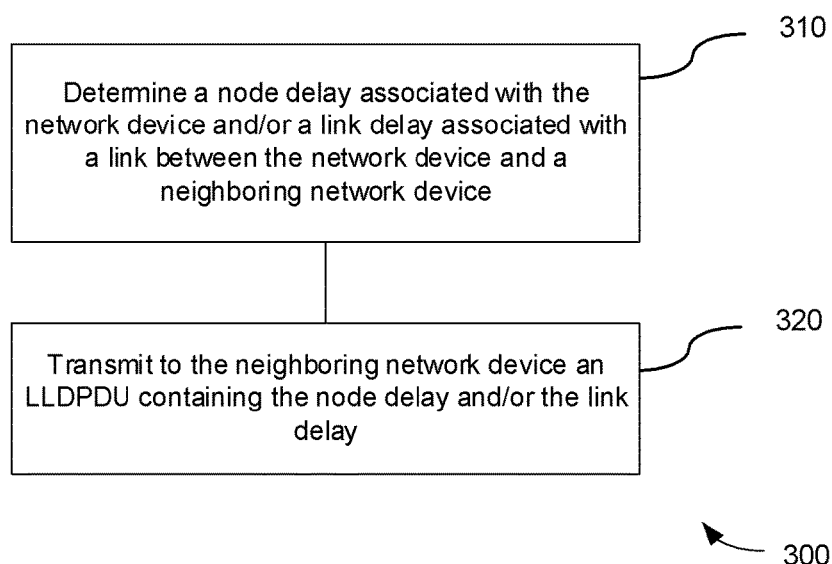 310
Determine a node delay associated with the
network device and/or a link delay associated with
a link between the network device and a
neighboring network device
320
Transmit to the neighboring network device an
LLDPDU containing the node delay and/or the link
delay
300